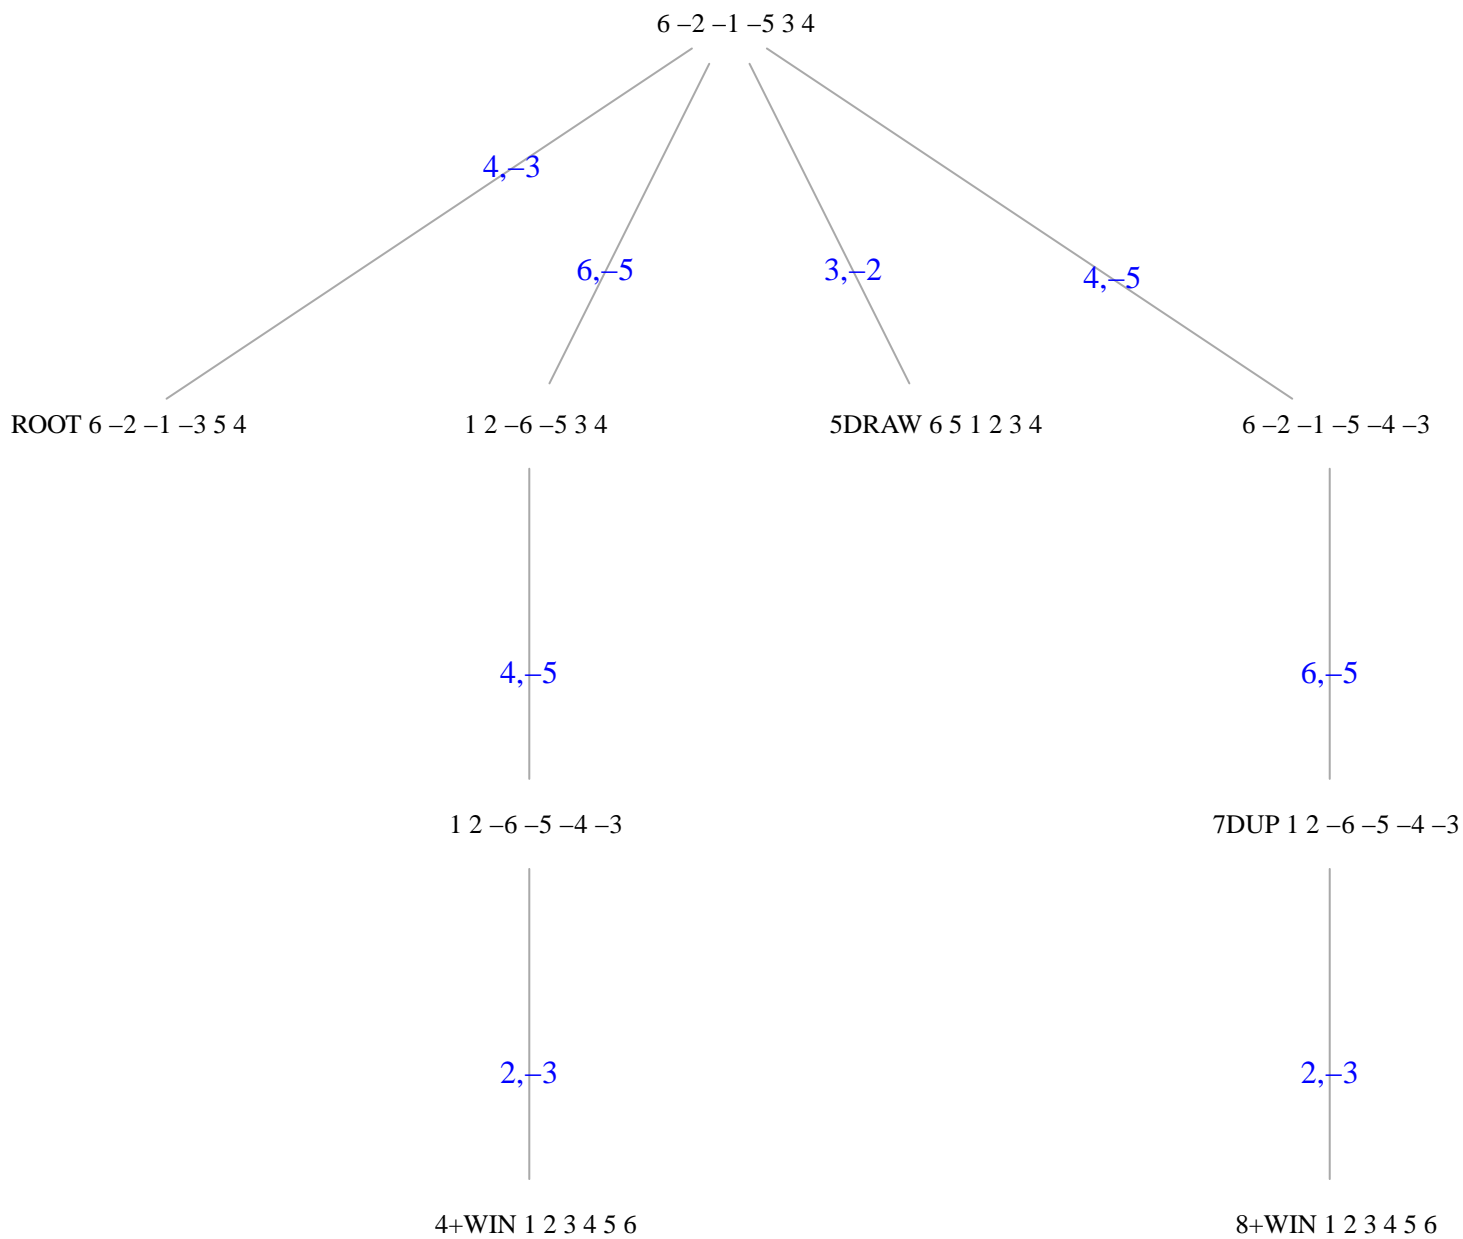 6 –2 –1 –5 3 4
4,–3
6,–5
3,–2
4,–5
ROOT 6 –2 –1 –3 5 4
1 2 –6 –5 3 4
5DRAW 6 5 1 2 3 4
6 –2 –1 –5 –4 –3
4,–5
6,–5
1 2 –6 –5 –4 –3
7DUP 1 2 –6 –5 –4 –3
2,–3
2,–3
4+WIN 1 2 3 4 5 6
8+WIN 1 2 3 4 5 6